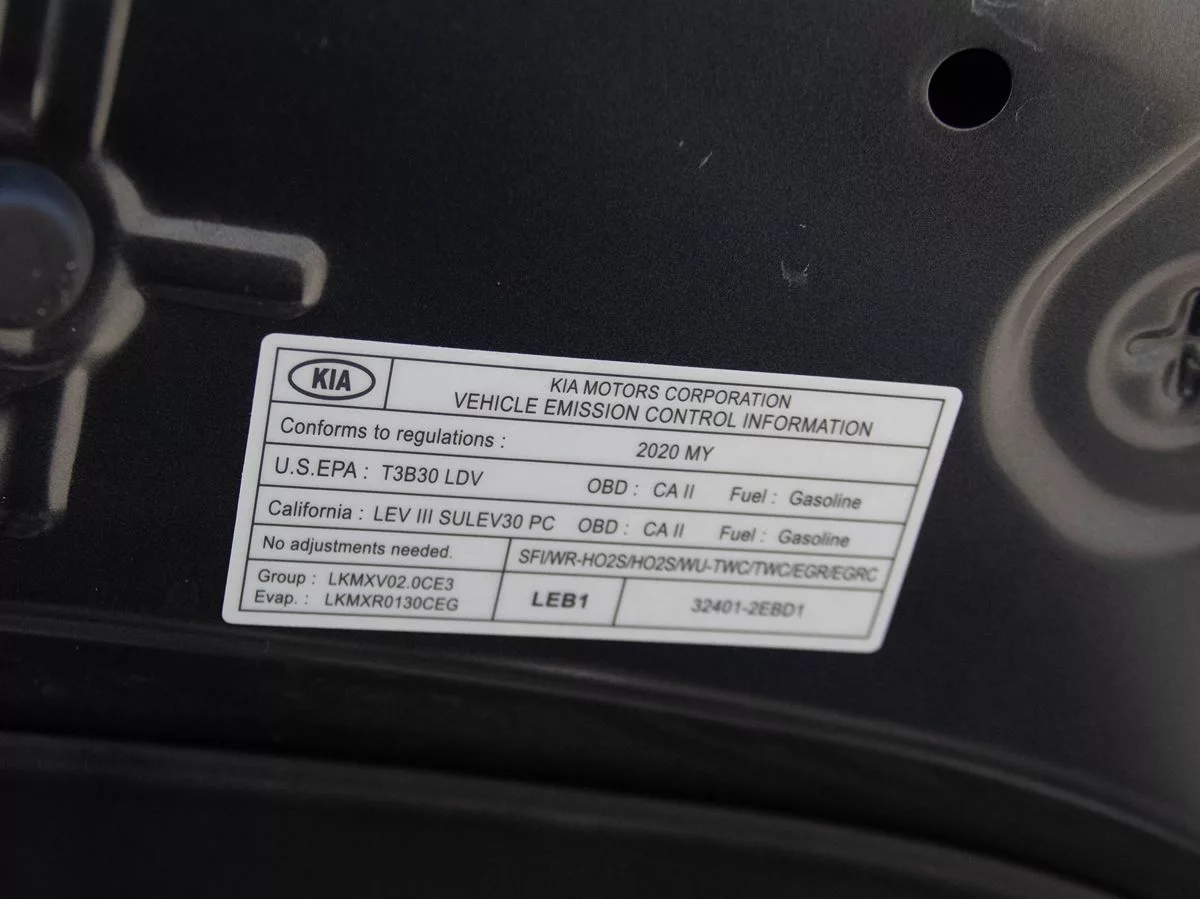 KIA
KIA MOTORS CORPORATION
VEHICLE EMISSION CONTROL INFORMATION
Conforms to regulations : 2020 MY
U.S.EPA : T3B30 LDV OBD : CA II Fuel : Gasoline
California : LEV III SULEV30 PC OBD : CA II Fuel : Gasoline
No adjustments needed. SFI/WR-HO2S/HO2S/WU-TWC/TWC/EGR/EGRC
Group : LKMXV02.0CE3
Evap. : LKMXR0130CEG
LEB1 32401-2EBD1